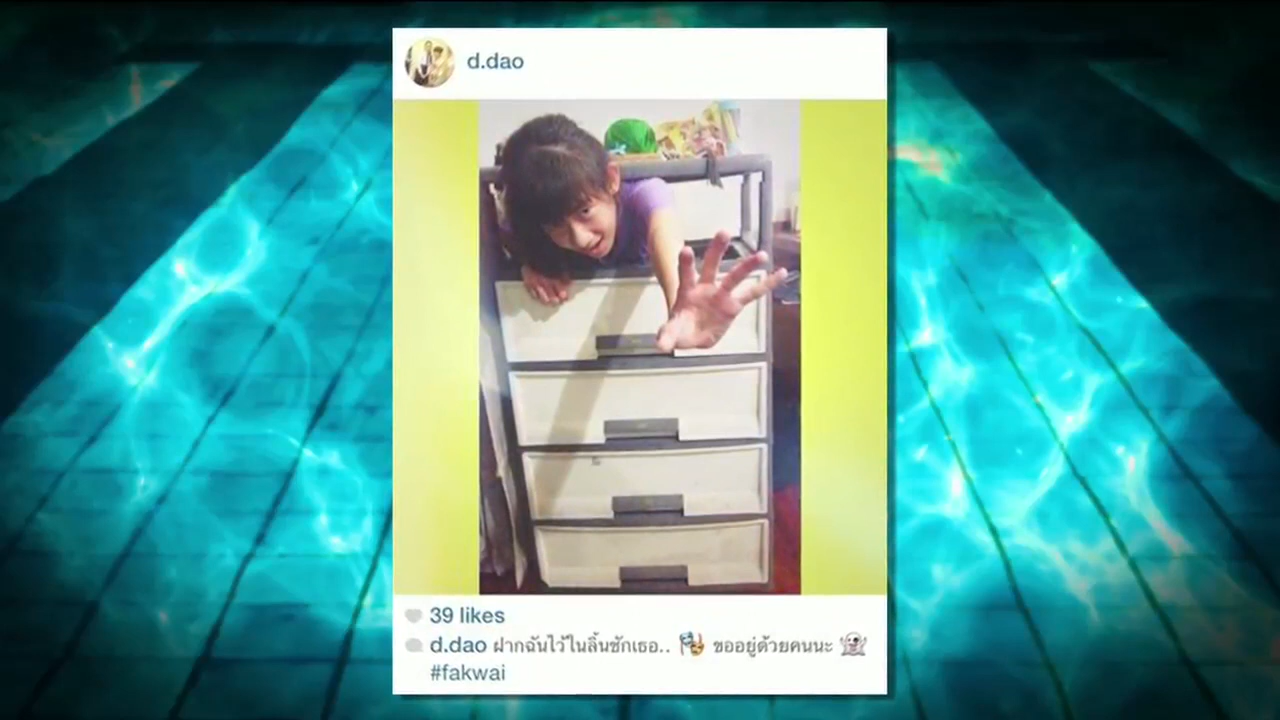 d.dao
39 likes
d.dao ฝากฉันไว้ในลิ้นชักเธอ.. ขออยู่ด้วยคนนะ
#fakwai